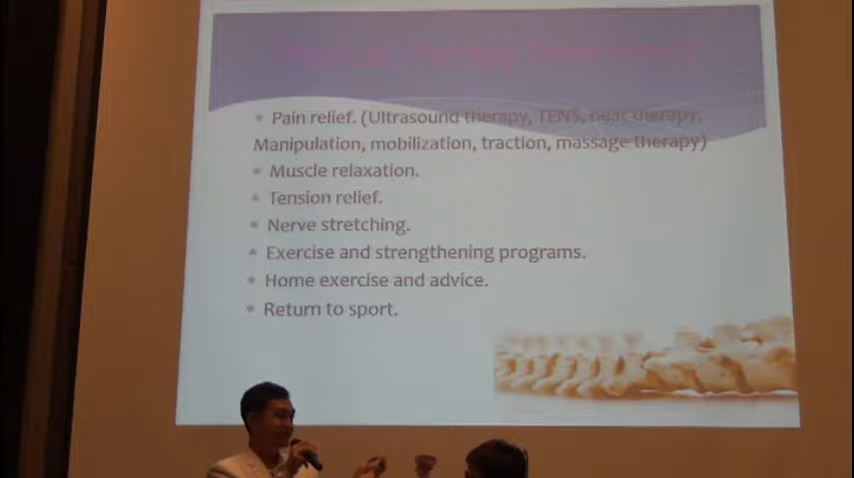 Pain relief. (Ultrasound therapy, TENS, heat therapy,
Manipulation, mobilization, traction, massage therapy)
Muscle relaxation.
Tension relief.
Nerve stretching.
Exercise and strengthening programs.
Home exercise and advice.
Return to sport.